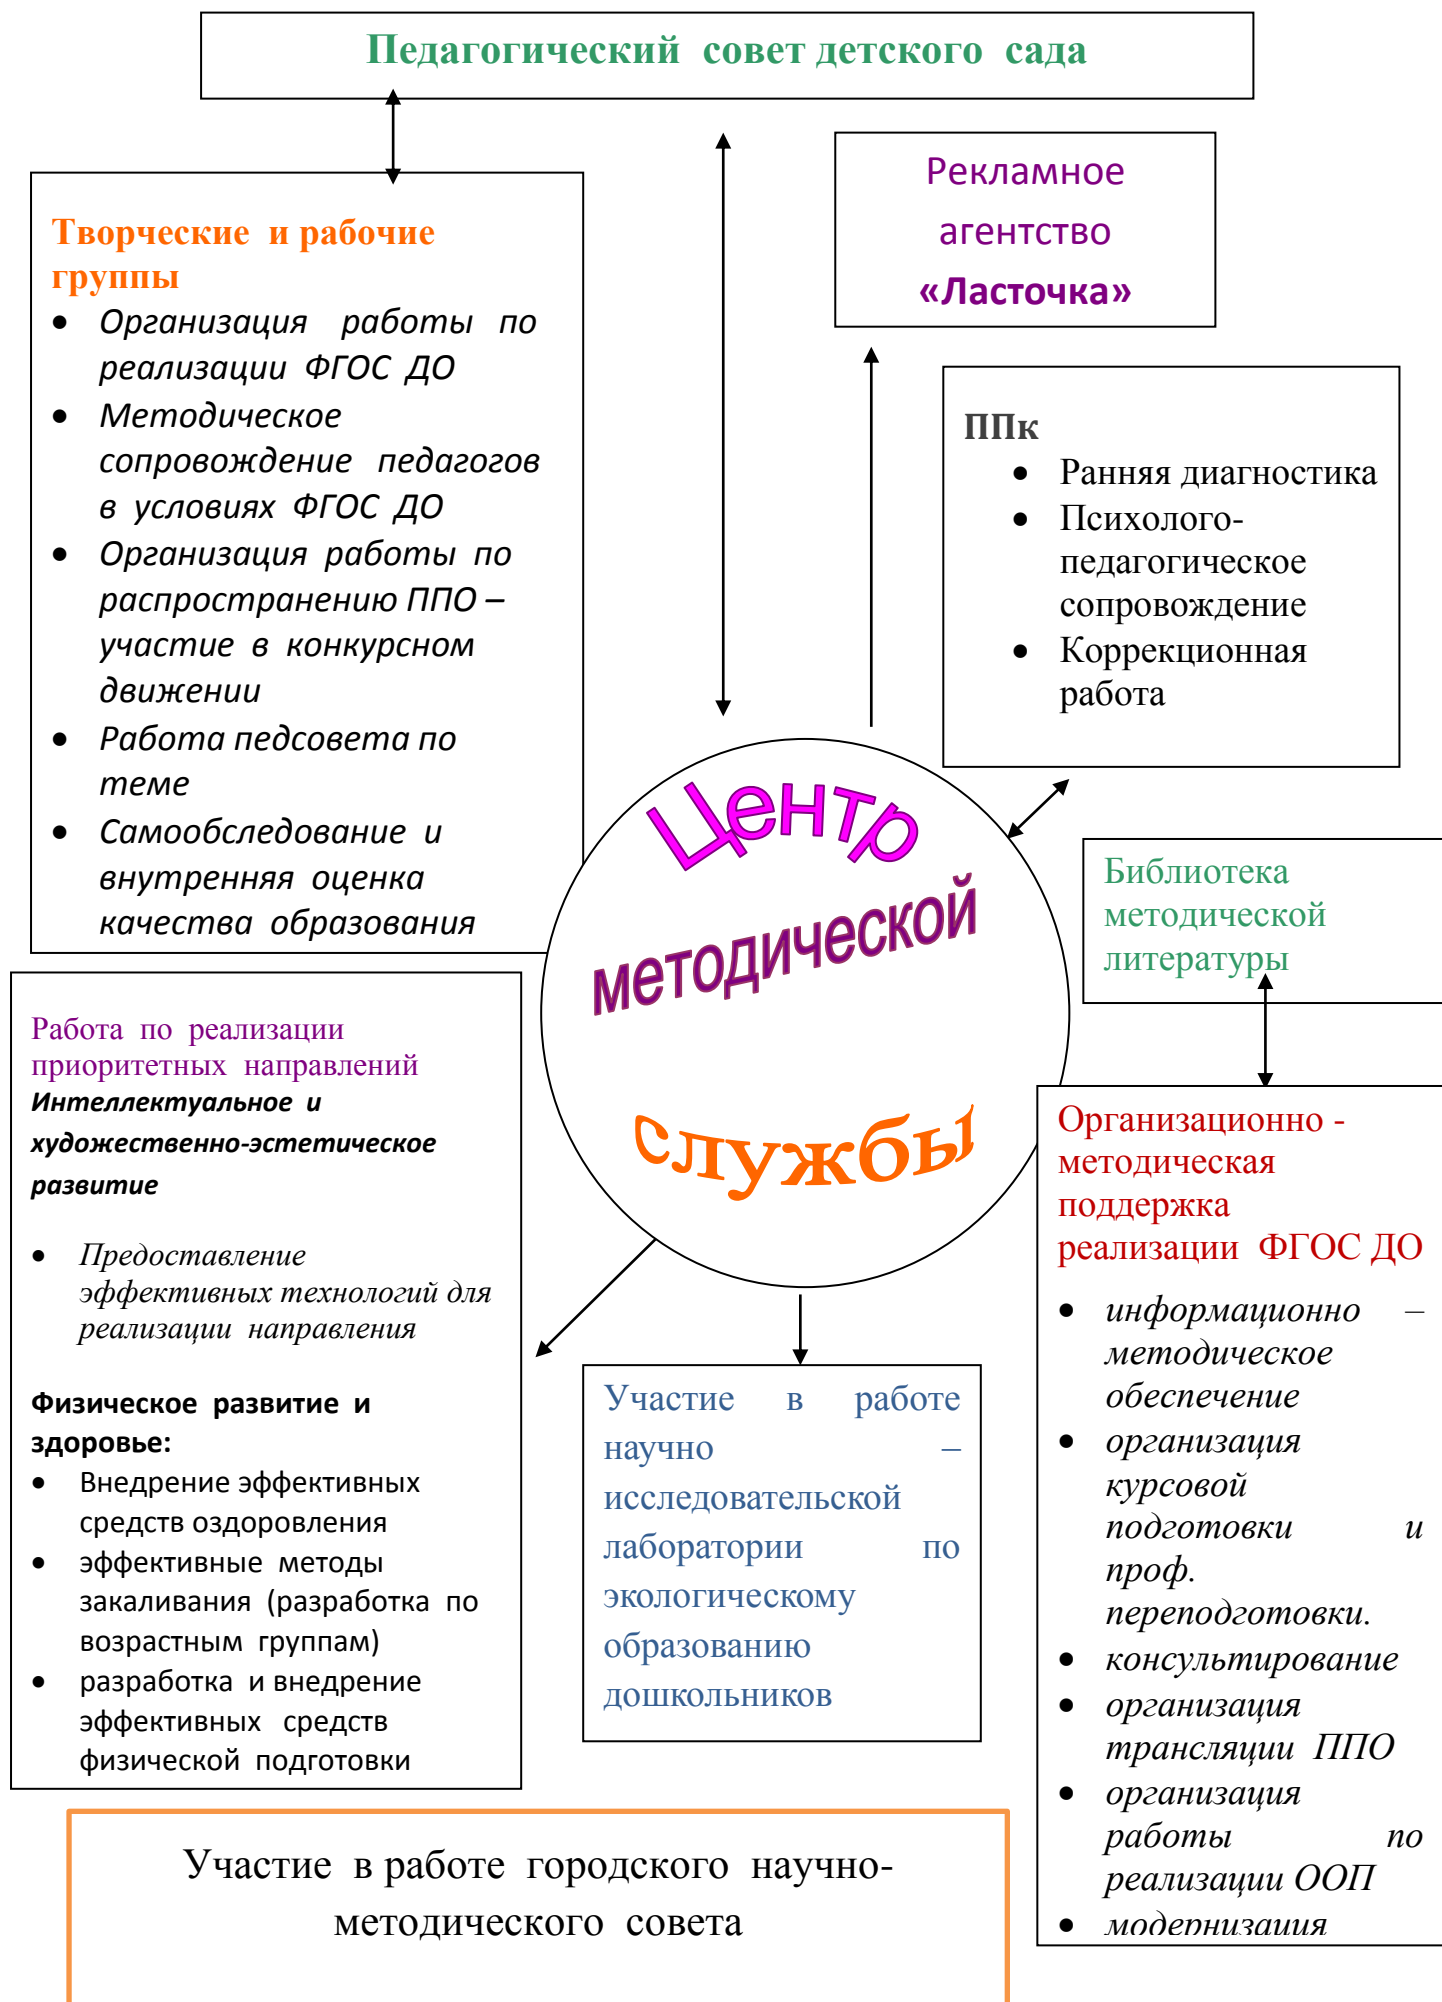 Педагогический совет детского сада
Рекламное
агентство
«Ласточка»
Творческие и рабочие
группы
• Организация работы по
реализации ФГОС ДО
• Методическое
сопровождение педагогов
в условиях ФГОС ДО
• Организация работы по
распространению ППО –
участие в конкурсном
движении
• Работа педсовета по
теме
• Самообследование и
внутренняя оценка
качества образования
ППк
• Ранняя диагностика
• Психолого-
педагогическое
сопровождение
• Коррекционная
работа
Центр
методической
службы
Библиотека
методической
литературы
Работа по реализации
приоритетных направлений
Интеллектуальное и
художественно-эстетическое
развитие
• Предоставление
эффективных технологий для
реализации направления
Физическое развитие и
здоровье:
• Внедрение эффективных
средств оздоровления
• эффективные методы
закаливания (разработка по
возрастным группам)
• разработка и внедрение
эффективных средств
физической подготовки
Участие в работе
научно –
исследовательской
лаборатории по
экологическому
образованию
дошкольников
Организационно -
методическая
поддержка
реализации ФГОС ДО
• информационно –
методическое
обеспечение
• организация
курсовой
подготовки и
проф.
переподготовки.
• консультирование
• организация
трансляции ППО
• организация
работы по
реализации ООП
• модернизация
Участие в работе городского научно-
методического совета